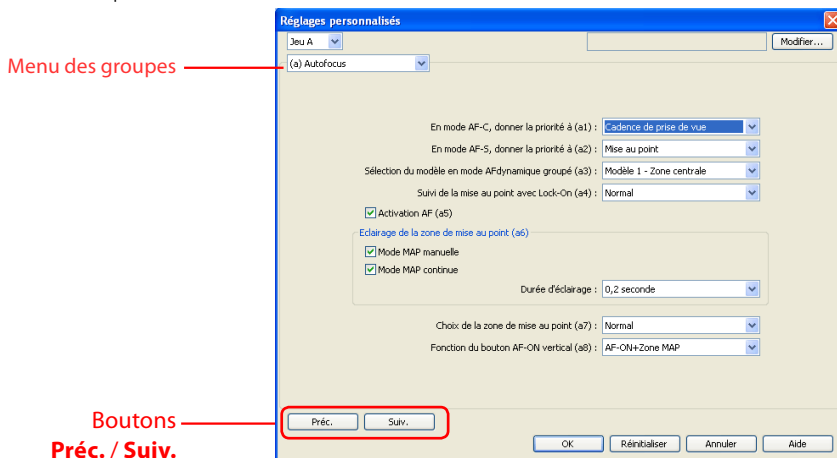 Réglages personnalisés
Jeu A
Modifier...
Menu des groupes
(a) Autofocus
En mode AF-C, donner la priorité à (a1) : Cadence de prise de vue
En mode AF-S, donner la priorité à (a2) : Mise au point
Sélection du modèle en mode AFdynamique groupé (a3) : Modèle 1 - Zone centrale
Suivi de la mise au point avec Lock-On (a4) : Normal
Activation AF (a5)
Eclairage de la zone de mise au point (a6)
Mode MAP manuelle
Mode MAP continue
Durée d'éclairage : 0,2 seconde
Choix de la zone de mise au point (a7) : Normal
Fonction du bouton AF-ON vertical (a8) : AF-ON+Zone MAP
Boutons
Préc. / Suiv.
Préc. Suiv.
OK Réinitialiser Annuler Aide